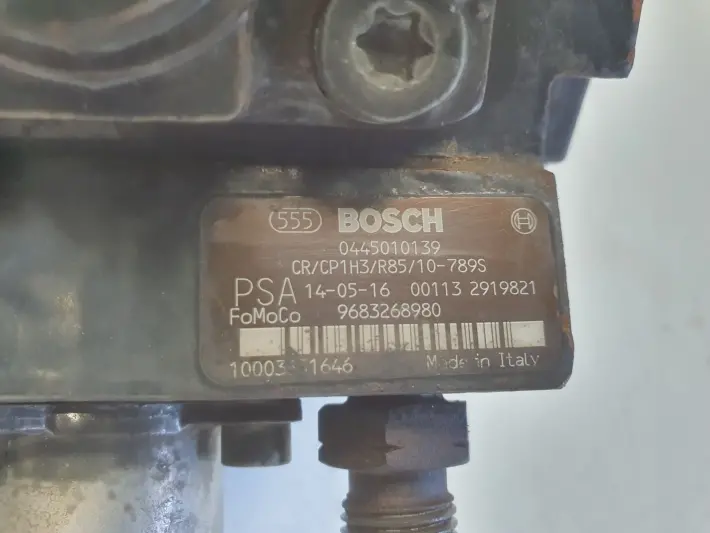 555 BOSCH
0445010139
CR/CP1H3/R85/10-789S
PSA 14-05-16 00113 2919821
FoMoCo 9683268980
Made in Italy